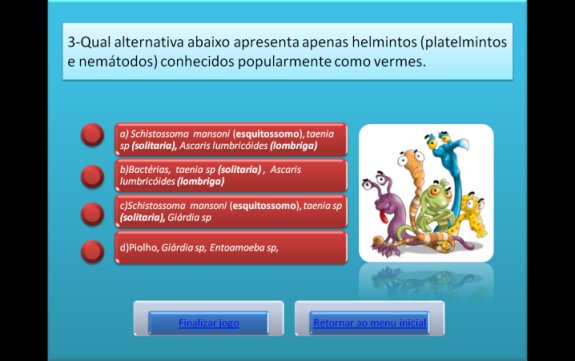 3-Qual alternativa abaixo apresenta apenas helmintos (platelmintos
e nemátodos) conhecidos popularmente como vermes.
a) Schistossoma mansoni (esquitossomo), taenia
sp (solitaria), Ascaris lumbricóides (lombriga)
b)Bactérias, taenia sp (solitaria) , Ascaris
lumbricóides (lombriga)
c)Schistossoma mansoni (esquitossomo), taenia sp
(solitaria), Giárdia sp
d)Piolho, Giárdia sp, Entoamoeba sp,
Finalizar jogo
Retornar ao menu inicial